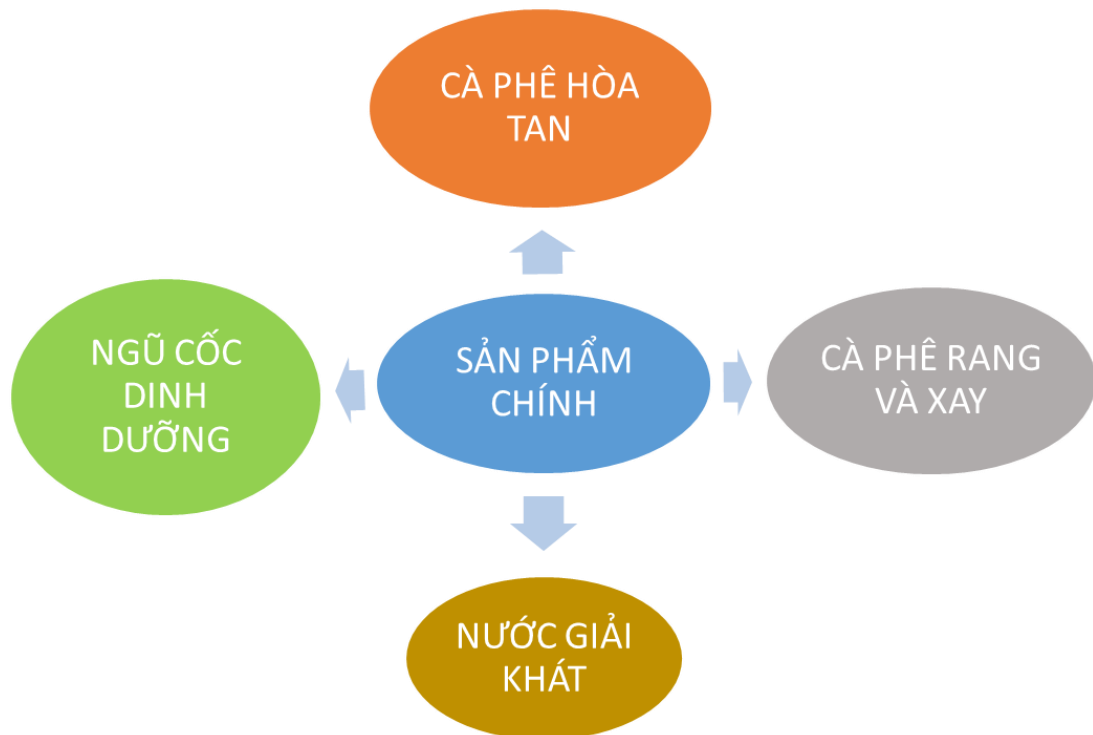 CÀ PHÊ HÒA
TAN
NGŨ CỐC
DINH
DƯỠNG
SẢN PHẨM
CHÍNH
CÀ PHÊ RANG
VÀ XAY
NƯỚC GIẢI
KHÁT